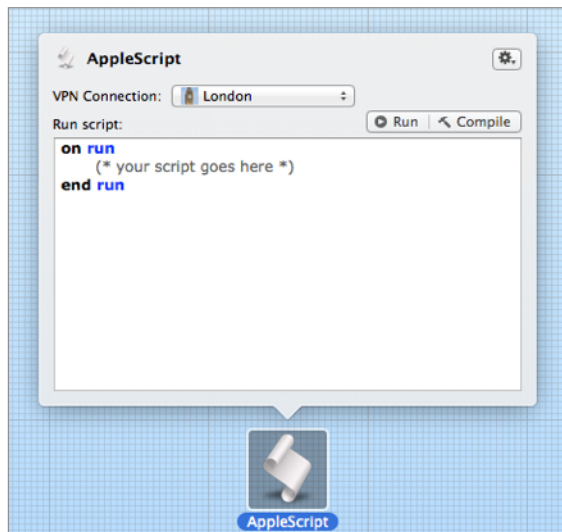 AppleScript
VPN Connection: London
Run script: Run Compile
on run
(* your script goes here *)
end run
AppleScript